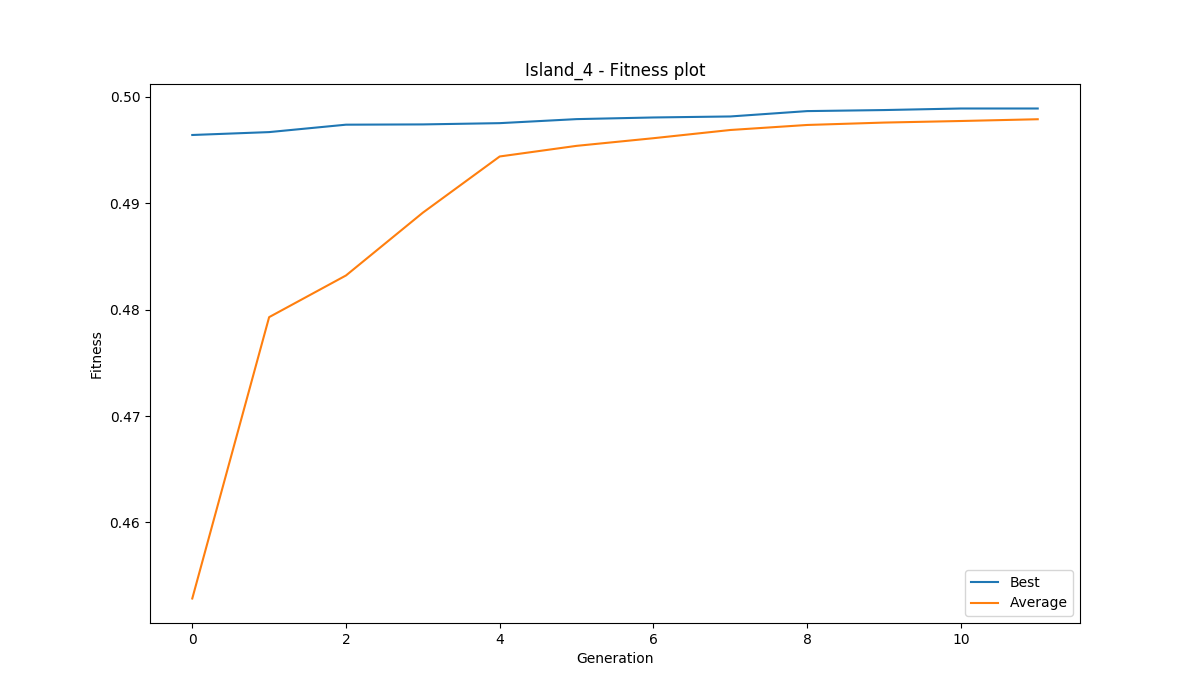 Island_4 - Fitness plot
0.50
0.49
0.48
0.47
0.46
Fitness
Best
Average
0 2 4 6 8 10
Generation